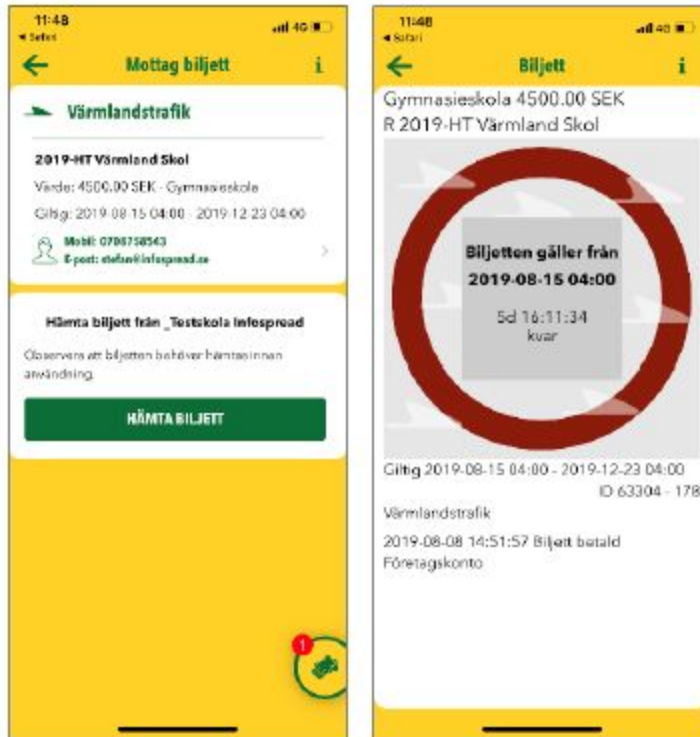 11:48
4G
◀ Safari
Mottag biljett
i
Värmlandstrafik
2019-HT Värmland Skol
Värde: 4500.00 SEK - Gymnasieskola
Giltig: 2019-08-15 04:00 - 2019-12-23 04:00
Mobil: 0706758543
E-post: stefan@infospread.se
Hämta biljett från _Testskola Infospread
Observera att biljetten behöver hämtas innan
användning.
HÄMTA BILJETT
1
11:48
4G
◀ Safari
Biljett
i
Gymnasieskola 4500.00 SEK
R 2019-HT Värmland Skol
Biljetten gäller från
2019-08-15 04:00
5d 16:11:34
kvar
Giltig 2019-08-15 04:00 - 2019-12-23 04:00
ID 63304 - 178
Värmlandstrafik
2019-08-08 14:51:57 Biljett betald
Företagskonto